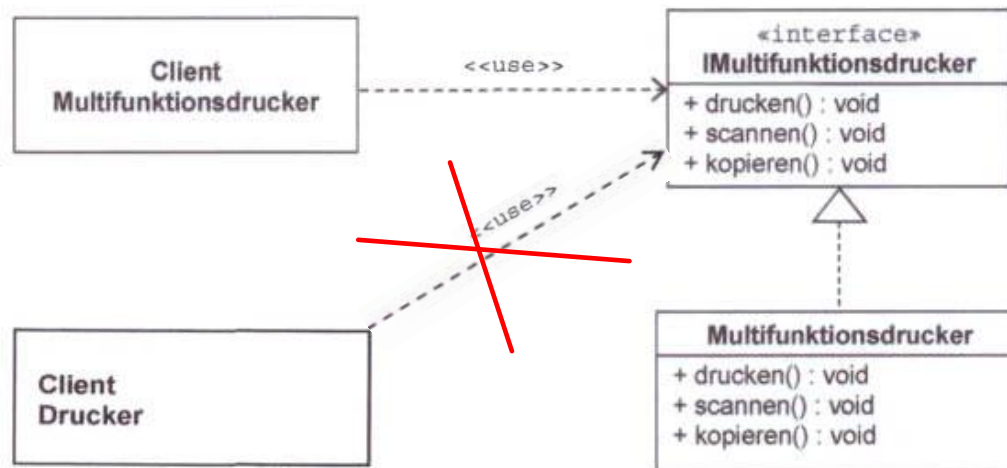 Client
Multifunktionsdrucker
<<use>>
«interface»
IMultifunktionsdrucker
+ drucken() : void
+ scannen() : void
+ kopieren() : void
<<use>>
Client
Drucker
Multifunktionsdrucker
+ drucken() : void
+ scannen() : void
+ kopieren() : void